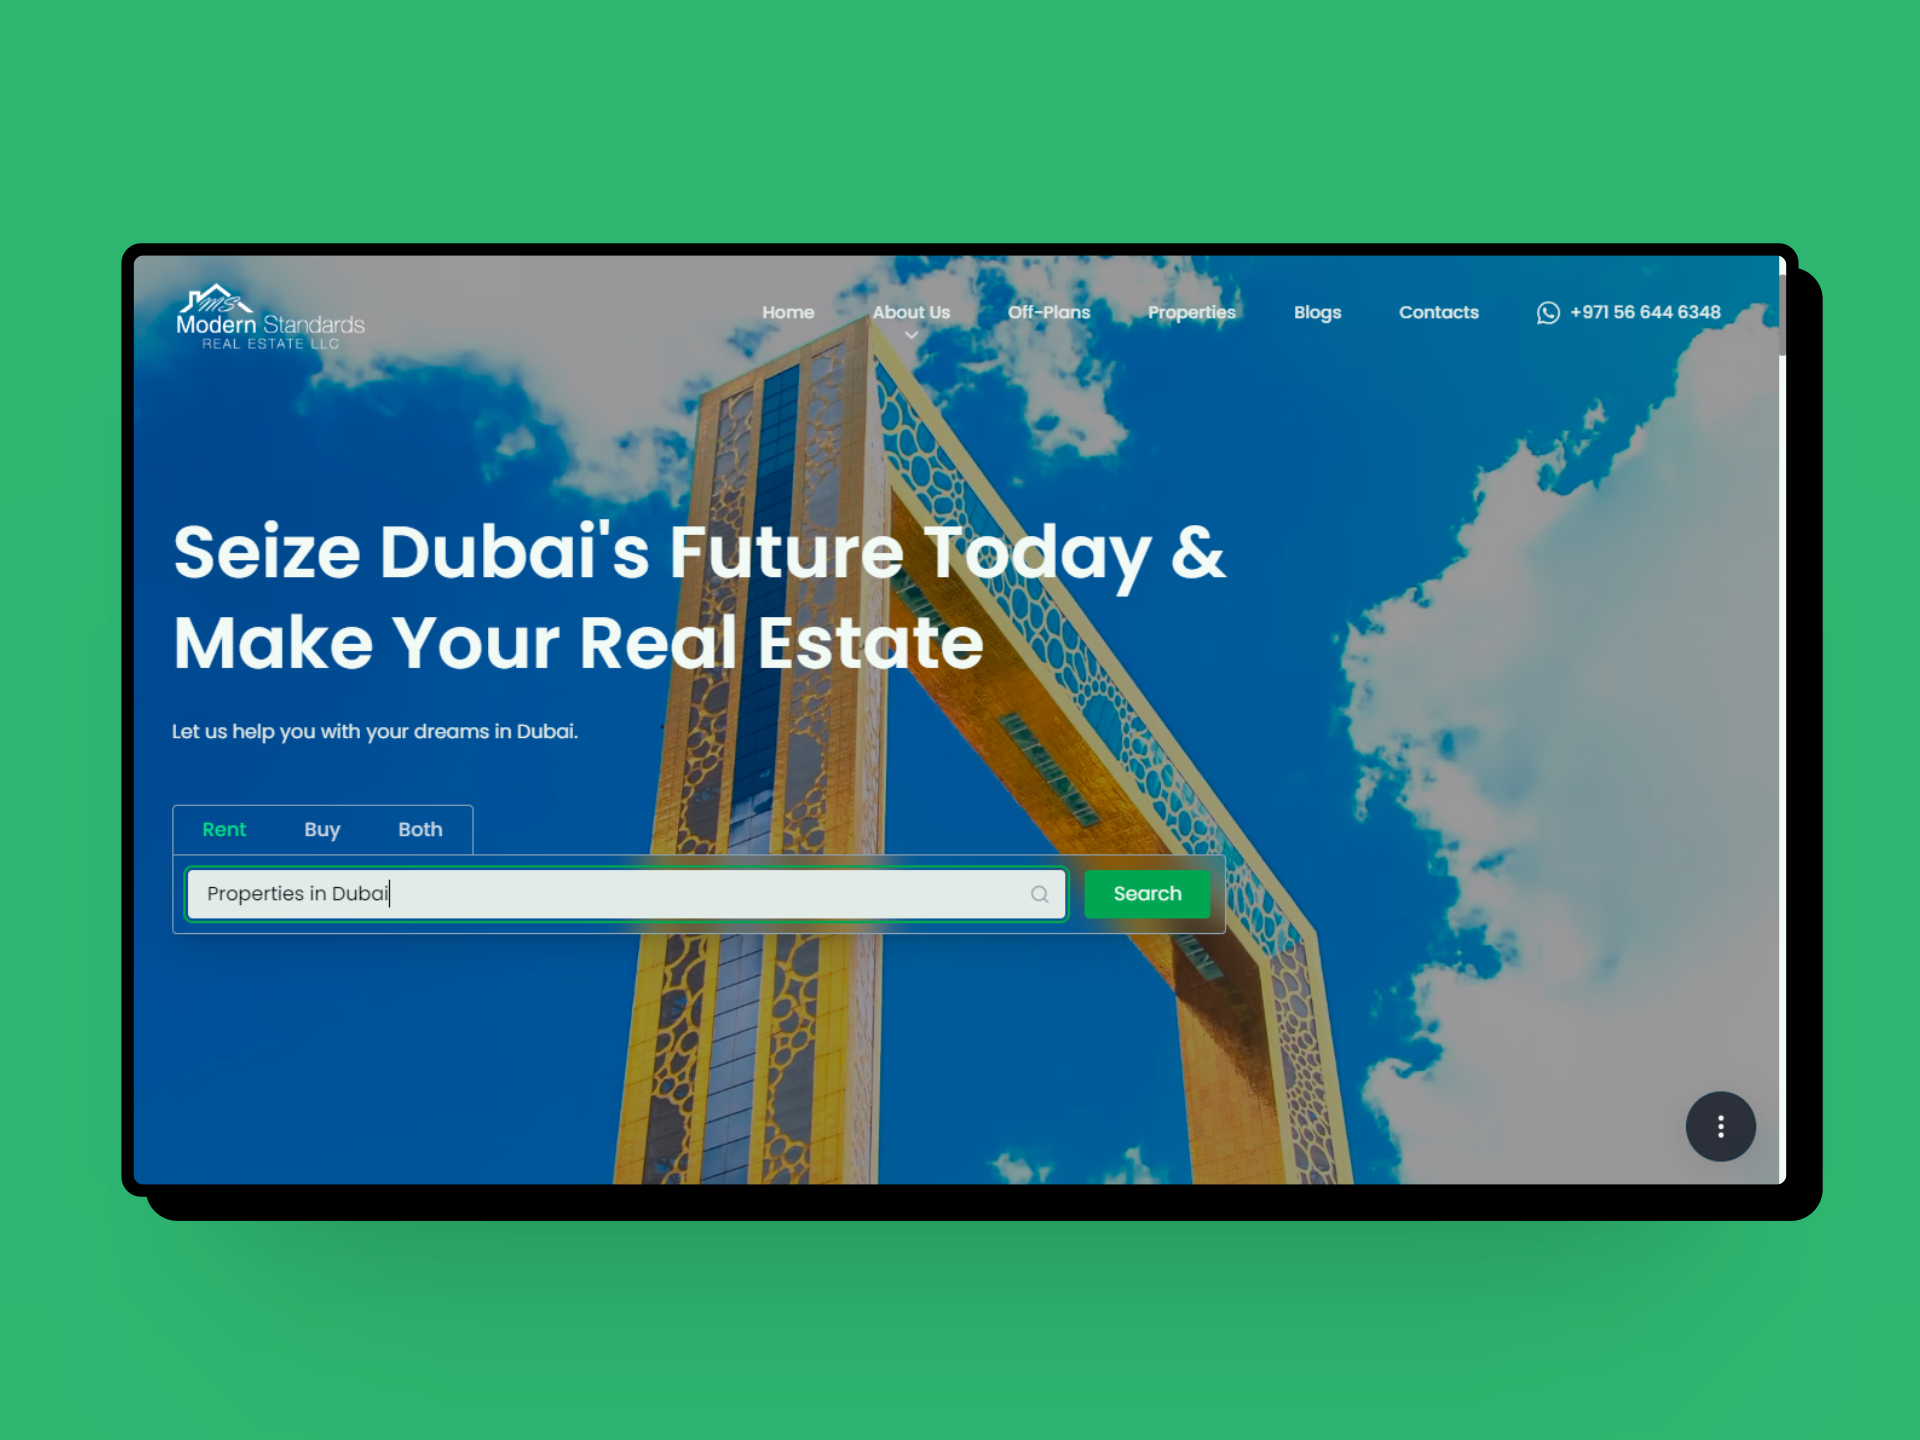 MS
Modern Standards
REAL ESTATE LLC
Home About Us Off-Plans Properties Blogs Contacts +971 56 644 6348
Seize Dubai's Future Today &
Make Your Real Estate
Let us help you with your dreams in Dubai.
Rent Buy Both
Properties in Dubai Search